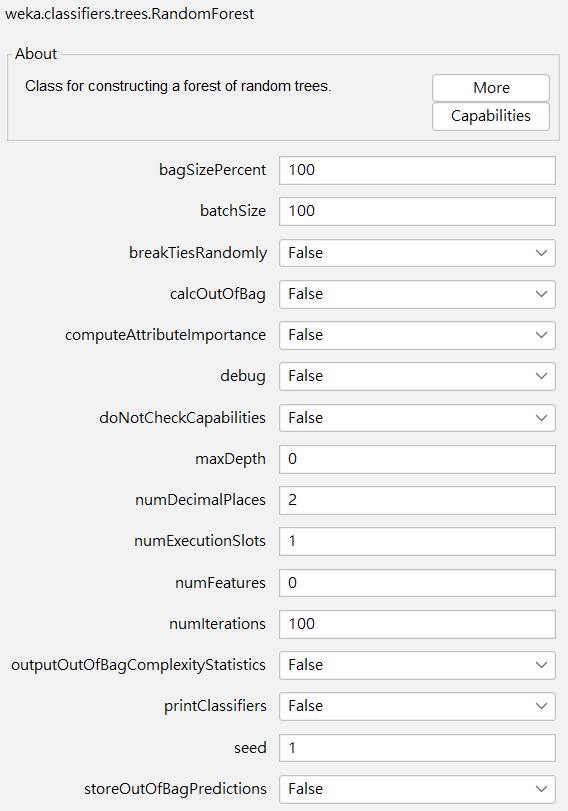 weka.classifiers.trees.RandomForest
About
Class for constructing a forest of random trees.
More
Capabilities
bagSizePercent 100
batchSize 100
breakTiesRandomly False
calcOutOfBag False
computeAttributeImportance False
debug False
doNotCheckCapabilities False
maxDepth 0
numDecimalPlaces 2
numExecutionSlots 1
numFeatures 0
numIterations 100
outputOutOfBagComplexityStatistics False
printClassifiers False
seed 1
storeOutOfBagPredictions False